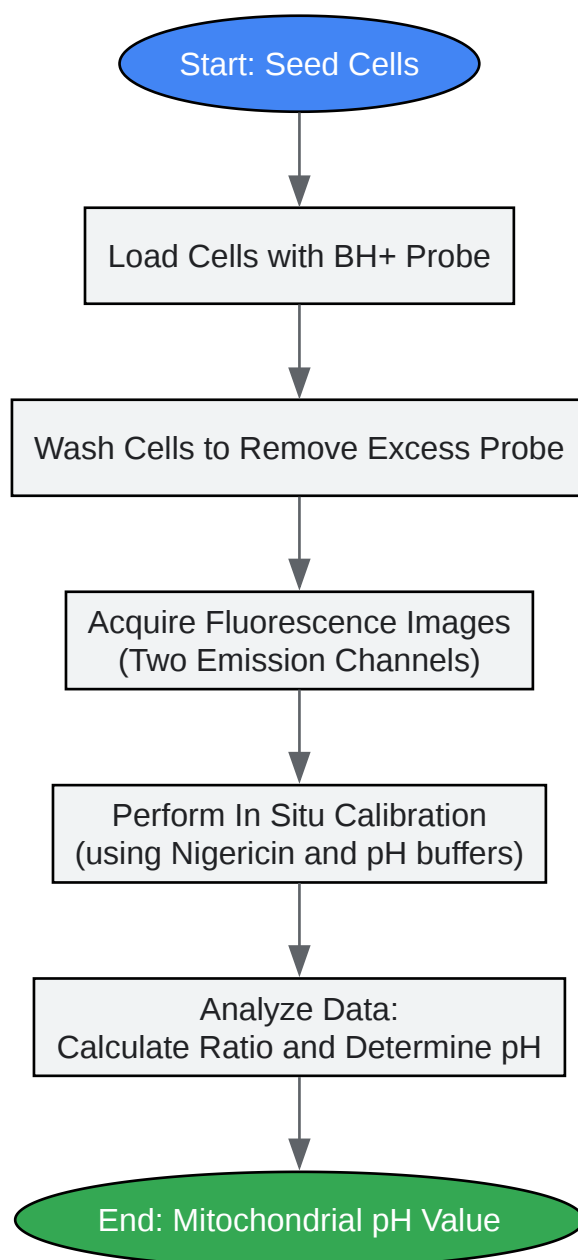 Start: Seed Cells
Load Cells with BH+ Probe
Wash Cells to Remove Excess Probe
Acquire Fluorescence Images
(Two Emission Channels)
Perform In Situ Calibration
(using Nigericin and pH buffers)
Analyze Data:
Calculate Ratio and Determine pH
End: Mitochondrial pH Value